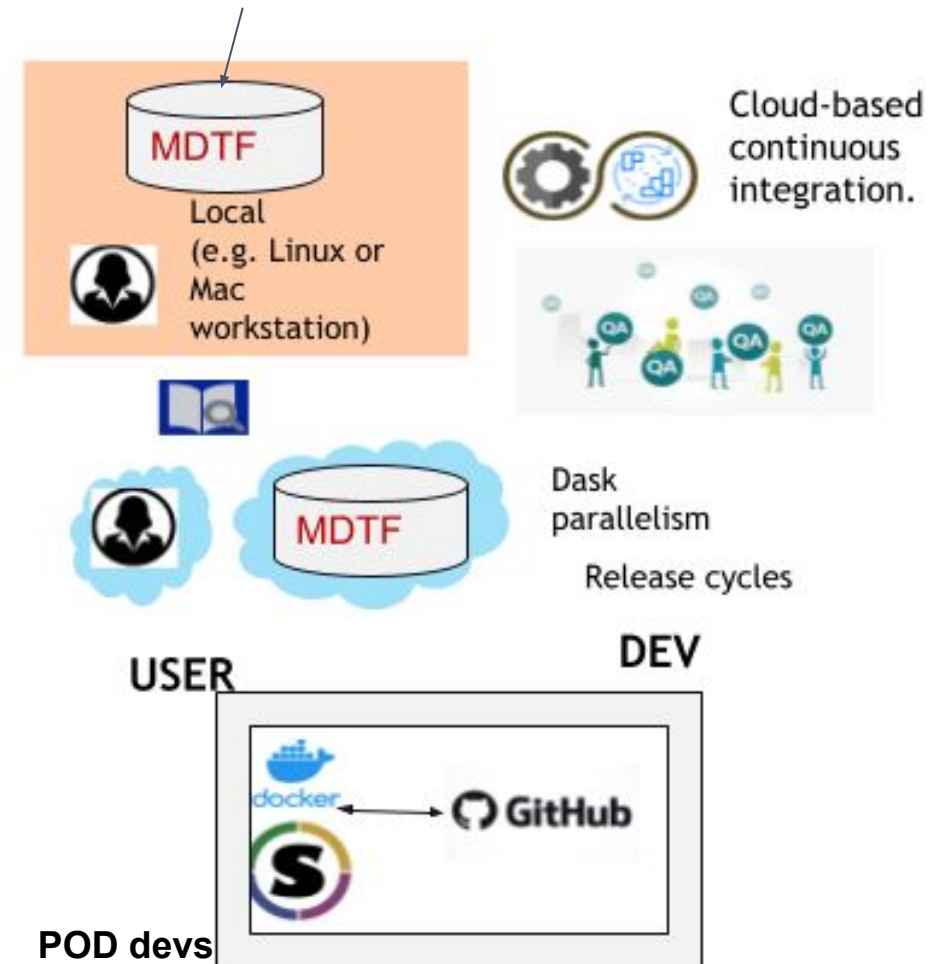 MDTF
Local
(e.g. Linux or
Mac
workstation)
Cloud-based
continuous
integration.
QA
QA
QA
QA
QA
MDTF
Dask
parallelism
Release cycles
USER
DEV
docker
GitHub
S
POD devs